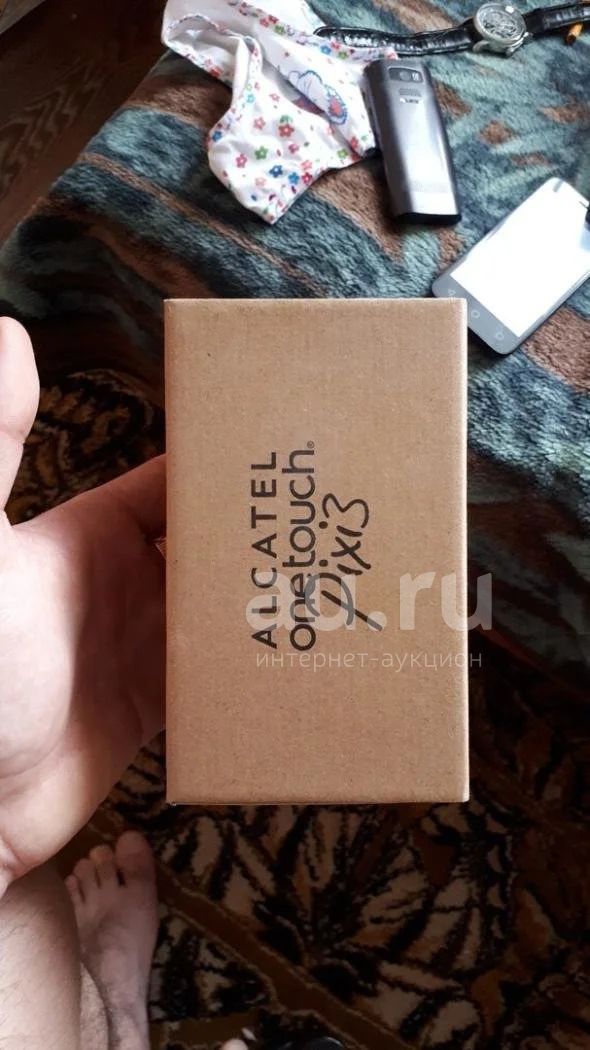 ALCATEL
onetouch®
pixi3
au.ru
интернет-аукцион